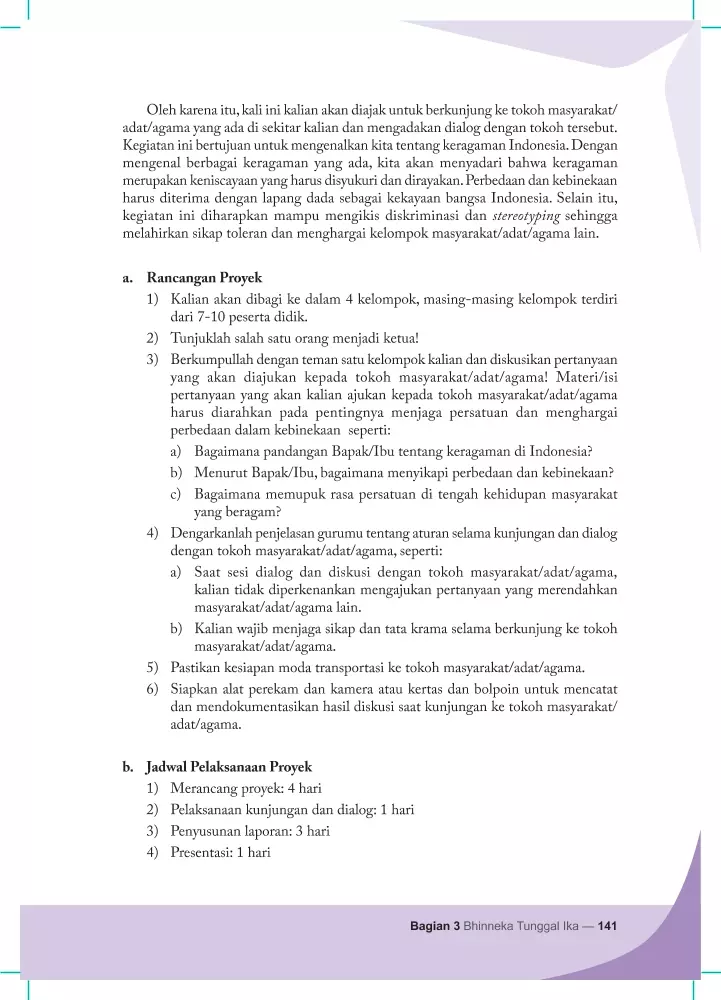 Oleh karena itu, kali ini kalian akan diajak untuk berkunjung ke tokoh masyarakat/
adat/agama yang ada di sekitar kalian dan mengadakan dialog dengan tokoh tersebut.
Kegiatan ini bertujuan untuk mengenalkan kita tentang keragaman Indonesia. Dengan
mengenal berbagai keragaman yang ada, kita akan menyadari bahwa keragaman
merupakan keniscayaan yang harus disyukuri dan dirayakan. Perbedaan dan kebinekaan
harus diterima dengan lapang dada sebagai kekayaan bangsa Indonesia. Selain itu,
kegiatan ini diharapkan mampu mengikis diskriminasi dan stereotyping sehingga
melahirkan sikap toleran dan menghargai kelompok masyarakat/adat/agama lain.
a. Rancangan Proyek
1) Kalian akan dibagi ke dalam 4 kelompok, masing-masing kelompok terdiri
dari 7-10 peserta didik.
2) Tunjuklah salah satu orang menjadi ketua!
3) Berkumpullah dengan teman satu kelompok kalian dan diskusikan pertanyaan
yang akan diajukan kepada tokoh masyarakat/adat/agama! Materi/isi
pertanyaan yang akan kalian ajukan kepada tokoh masyarakat/adat/agama
harus diarahkan pada pentingnya menjaga persatuan dan menghargai
perbedaan dalam kebinekaan seperti:
a) Bagaimana pandangan Bapak/Ibu tentang keragaman di Indonesia?
b) Menurut Bapak/Ibu, bagaimana menyikapi perbedaan dan kebinekaan?
c) Bagaimana memupuk rasa persatuan di tengah kehidupan masyarakat
yang beragam?
4) Dengarkanlah penjelasan gurumu tentang aturan selama kunjungan dan dialog
dengan tokoh masyarakat/adat/agama, seperti:
a) Saat sesi dialog dan diskusi dengan tokoh masyarakat/adat/agama,
kalian tidak diperkenankan mengajukan pertanyaan yang merendahkan
masyarakat/adat/agama lain.
b) Kalian wajib menjaga sikap dan tata krama selama berkunjung ke tokoh
masyarakat/adat/agama.
5) Pastikan kesiapan moda transportasi ke tokoh masyarakat/adat/agama.
6) Siapkan alat perekam dan kamera atau kertas dan bolpoin untuk mencatat
dan mendokumentasikan hasil diskusi saat kunjungan ke tokoh masyarakat/
adat/agama.
b. Jadwal Pelaksanaan Proyek
1) Merancang proyek: 4 hari
2) Pelaksanaan kunjungan dan dialog: 1 hari
3) Penyusunan laporan: 3 hari
4) Presentasi: 1 hari
Bagian 3 Bhinneka Tunggal Ika — 141